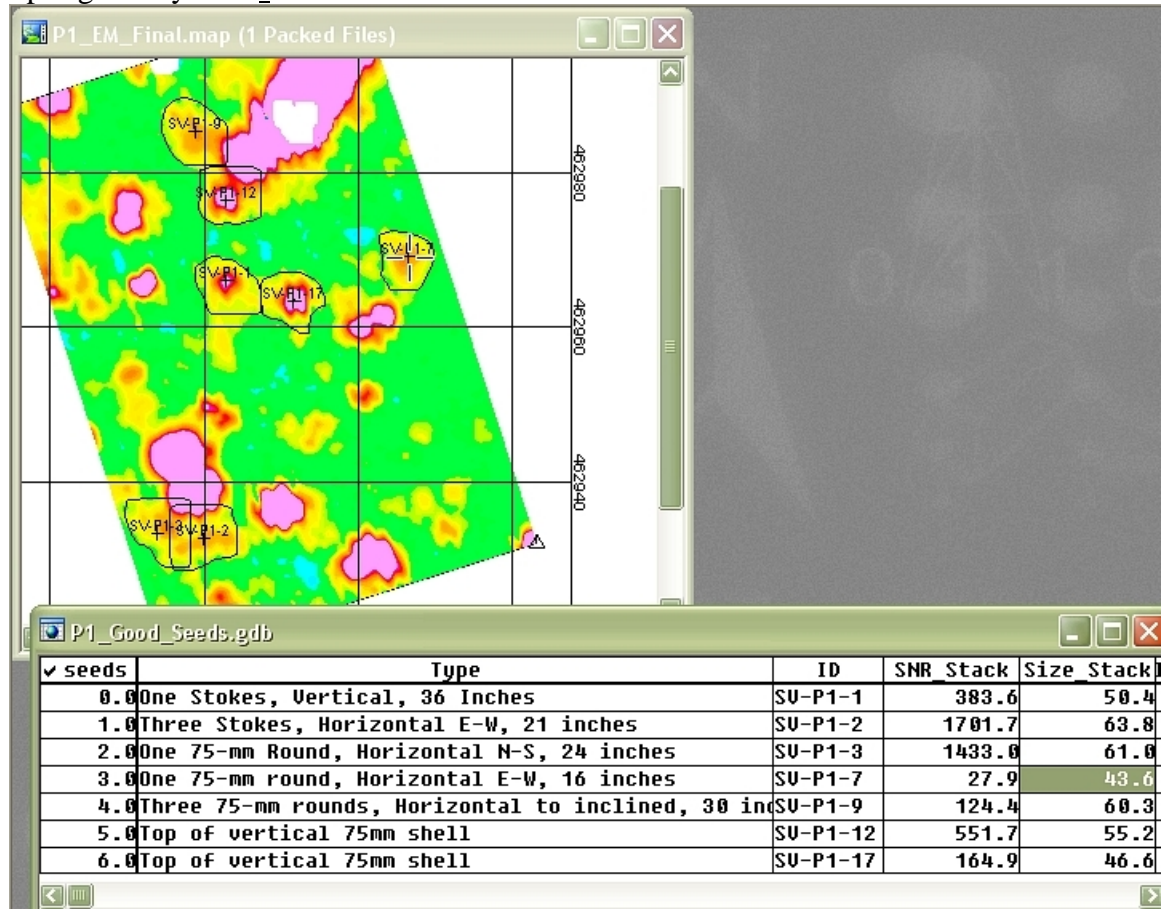 P1_EM_Final.map (1 Packed Files)
SV-P1-9
462980
SV-P1-12
SV-P1-7
SV-P1-1
SV-P1-17
462960
462940
SV-P1-3
SV-P1-2
P1_Good_Seeds.gdb
✓ seeds Type ID SNR_Stack Size_Stack
0.0 One Stokes, Vertical, 36 Inches SV-P1-1 383.6 50.4
1.0 Three Stokes, Horizontal E-W, 21 inches SV-P1-2 1701.7 63.8
2.0 One 75-mm Round, Horizontal N-S, 24 inches SV-P1-3 1433.0 61.0
3.0 One 75-mm round, Horizontal E-W, 16 inches SV-P1-7 27.9 43.6
4.0 Three 75-mm rounds, Horizontal to inclined, 30 inc SV-P1-9 124.4 60.3
5.0 Top of vertical 75mm shell SV-P1-12 551.7 55.2
6.0 Top of vertical 75mm shell SV-P1-17 164.9 46.6